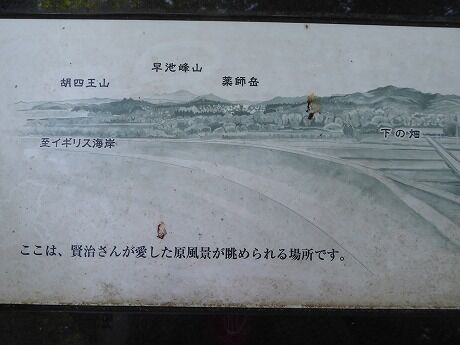 早池峰山
胡四王山
薬師岳
下の畑
至イギリス海岸
ここは、賢治さんが愛した原風景が眺められる場所です。